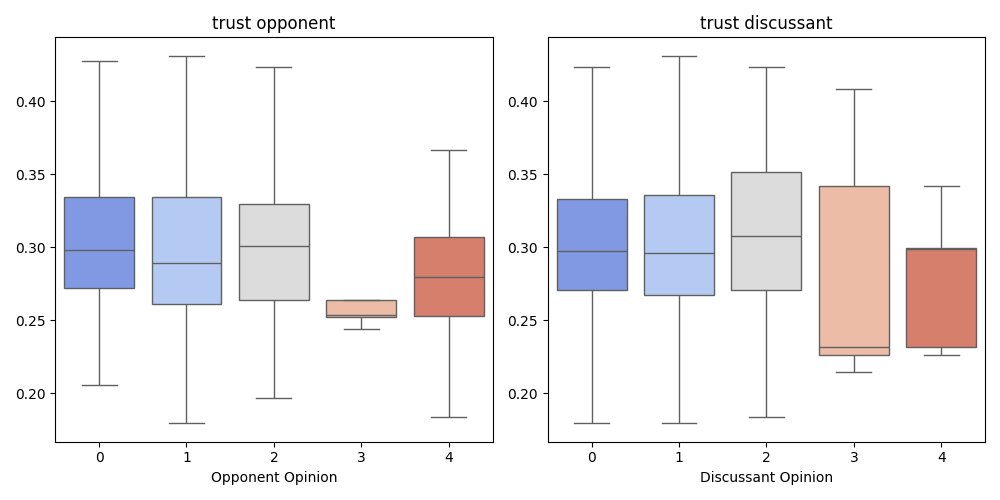 trust opponent
0.40
0.35
0.30
0.25
0.20
0 1 2 3 4
Opponent Opinion
trust discussant
0.40
0.35
0.30
0.25
0.20
0 1 2 3 4
Discussant Opinion